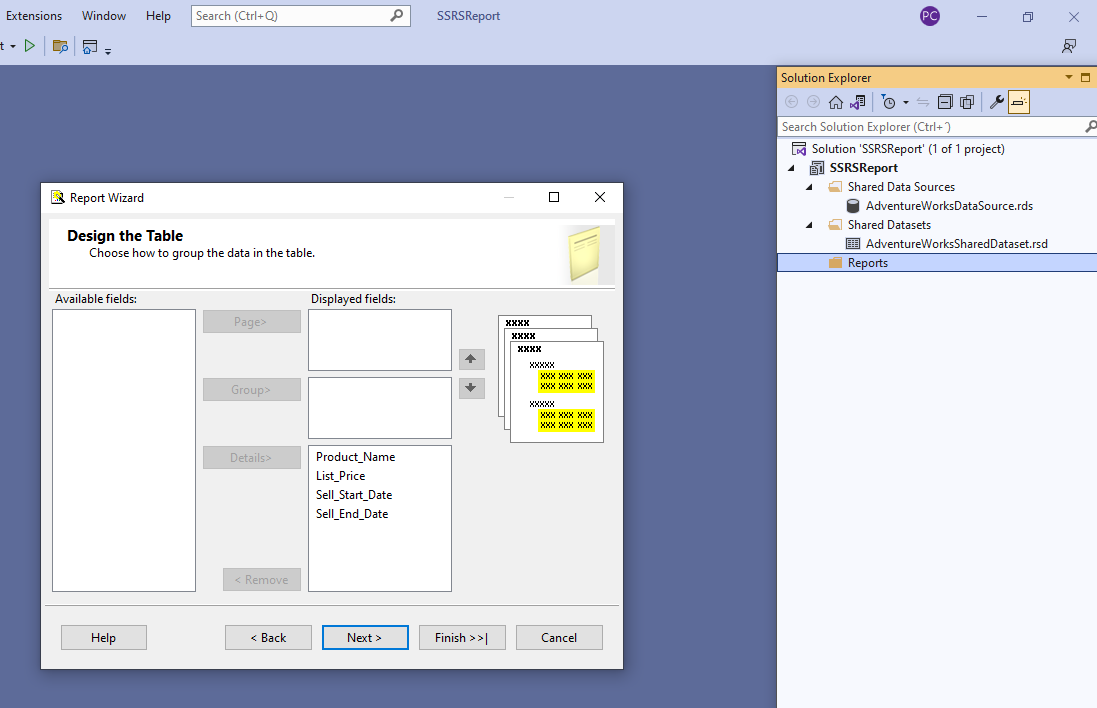 Extensions Window Help Search (Ctrl+Q) SSRSReport PC
t
Solution Explorer
Search Solution Explorer (Ctrl+´)
Solution 'SSRSReport' (1 of 1 project)
SSRSReport
Shared Data Sources
AdventureWorksDataSource.rds
Shared Datasets
AdventureWorksSharedDataset.rsd
Reports
Report Wizard
Design the Table
Choose how to group the data in the table.
Available fields:
Displayed fields:
Page>
Group>
Details>
< Remove
Product_Name
List_Price
Sell_Start_Date
Sell_End_Date
xxxx
xxxx
xxxx
xxxxx
xxx xxx xxx
xxx xxx xxx
xxxxx
xxx xxx xxx
xxx xxx xxx
Help < Back Next > Finish >>| Cancel